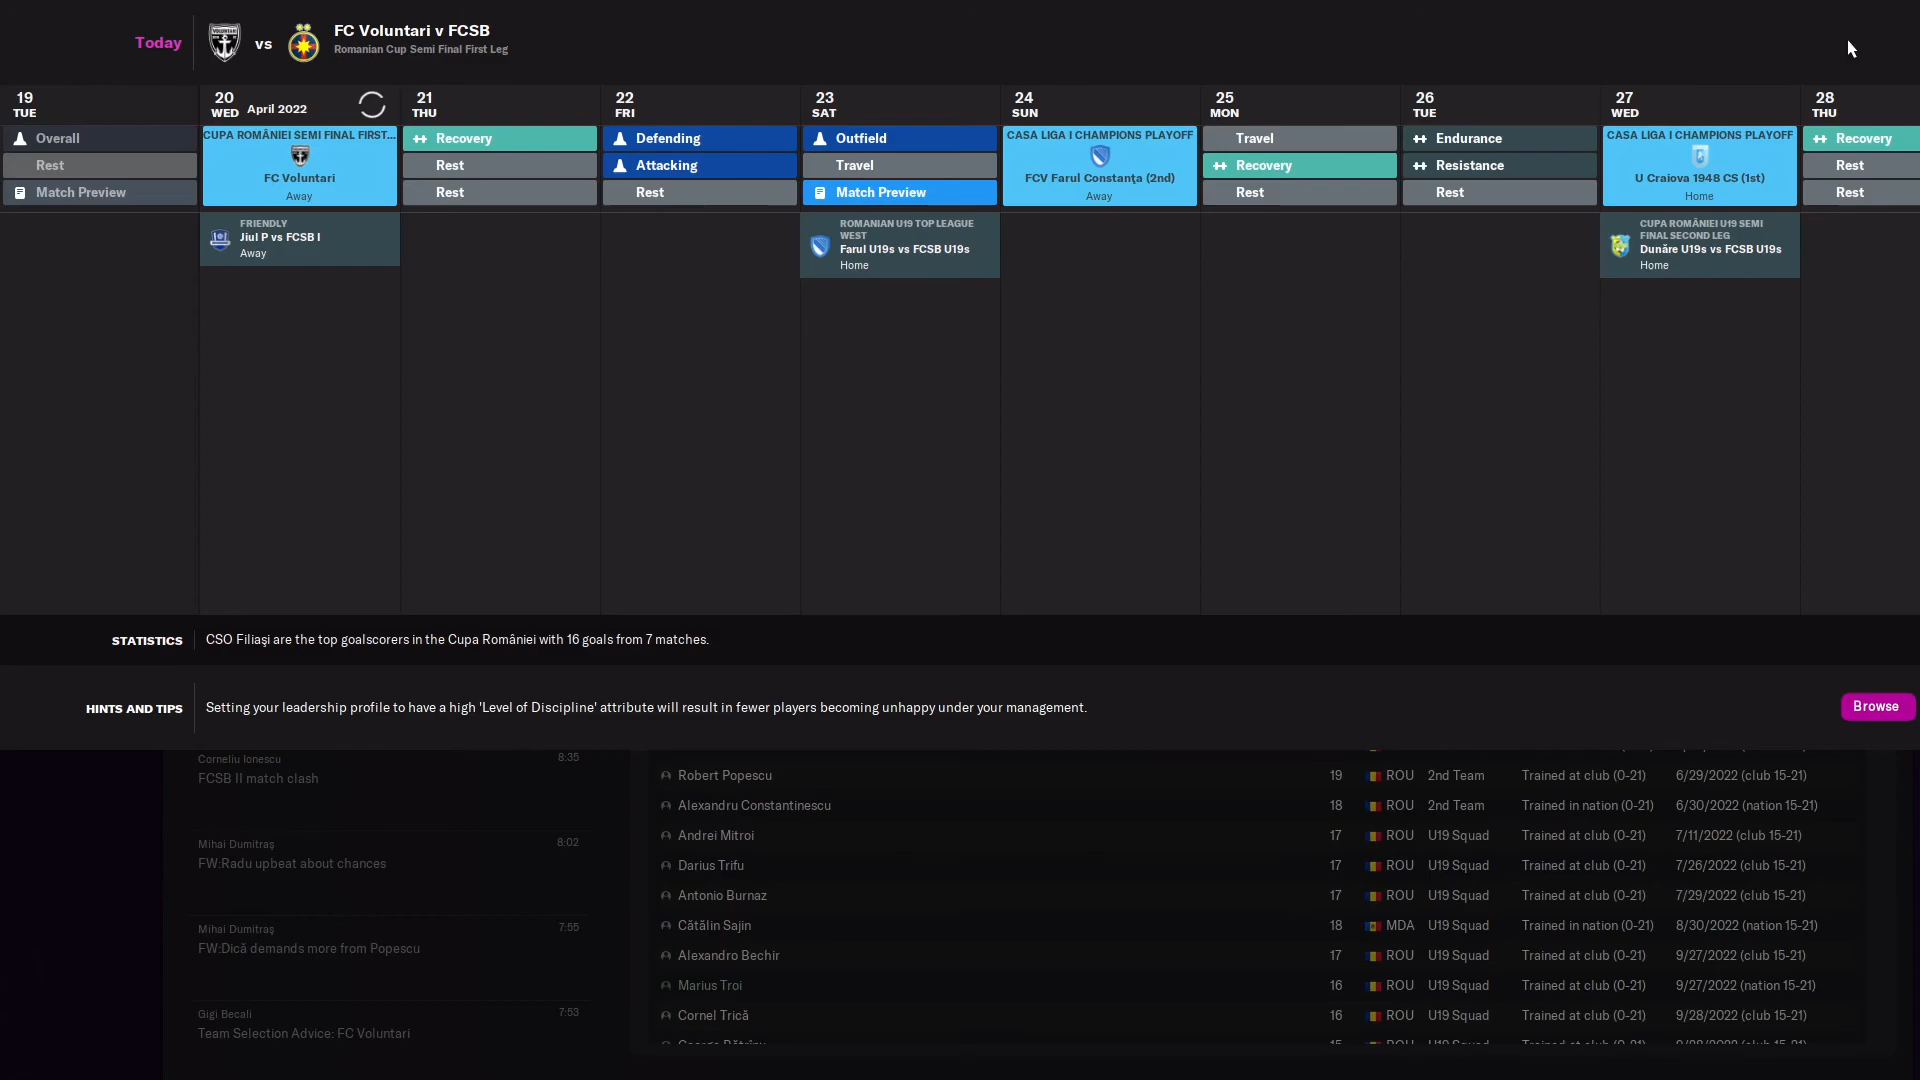 Today
vs
FC Voluntari v FCSB
Romanian Cup Semi Final First Leg
19
TUE
Overall
Rest
Match Preview
20
WED April 2022
CUPA ROMÂNIEI SEMI FINAL FIRST...
FC Voluntari
Away
FRIENDLY
Jiul P vs FCSB I
Away
21
THU
Recovery
Rest
Rest
22
FRI
Defending
Attacking
Rest
23
SAT
Outfield
Travel
Match Preview
ROMANIAN U19 TOP LEAGUE
WEST
Farul U19s vs FCSB U19s
Home
24
SUN
CASA LIGA I CHAMPIONS PLAYOFF
FCV Farul Constanţa (2nd)
Away
25
MON
Travel
Recovery
Rest
26
TUE
Endurance
Resistance
Rest
27
WED
CASA LIGA I CHAMPIONS PLAYOFF
U Craiova 1948 CS (1st)
Home
CUPA ROMÂNIEI U19 SEMI
FINAL SECOND LEG
Dunăre U19s vs FCSB U19s
Home
28
THU
Recovery
Rest
Rest
STATISTICS
CSO Filiaşi are the top goalscorers in the Cupa României with 16 goals from 7 matches.
HINTS AND TIPS
Setting your leadership profile to have a high 'Level of Discipline' attribute will result in fewer players becoming unhappy under your management.
Browse
Corneliu Ionescu 8:35
FCSB II match clash
Mihai Dumitraş 8:02
FW:Radu upbeat about chances
Mihai Dumitraş 7:55
FW:Dică demands more from Popescu
Gigi Becali 7:53
Team Selection Advice: FC Voluntari
Robert Popescu 19 ROU 2nd Team Trained at club (0-21) 6/29/2022 (club 15-21)
Alexandru Constantinescu 18 ROU 2nd Team Trained in nation (0-21) 6/30/2022 (nation 15-21)
Andrei Mitroi 17 ROU U19 Squad Trained at club (0-21) 7/11/2022 (club 15-21)
Darius Trifu 17 ROU U19 Squad Trained at club (0-21) 7/26/2022 (club 15-21)
Antonio Burnaz 17 ROU U19 Squad Trained at club (0-21) 7/29/2022 (club 15-21)
Cătălin Sajin 18 MDA U19 Squad Trained in nation (0-21) 8/30/2022 (nation 15-21)
Alexandro Bechir 17 ROU U19 Squad Trained at club (0-21) 9/27/2022 (club 15-21)
Marius Troi 16 ROU U19 Squad Trained at club (0-21) 9/27/2022 (nation 15-21)
Cornel Trică 16 ROU U19 Squad Trained at club (0-21) 9/28/2022 (club 15-21)